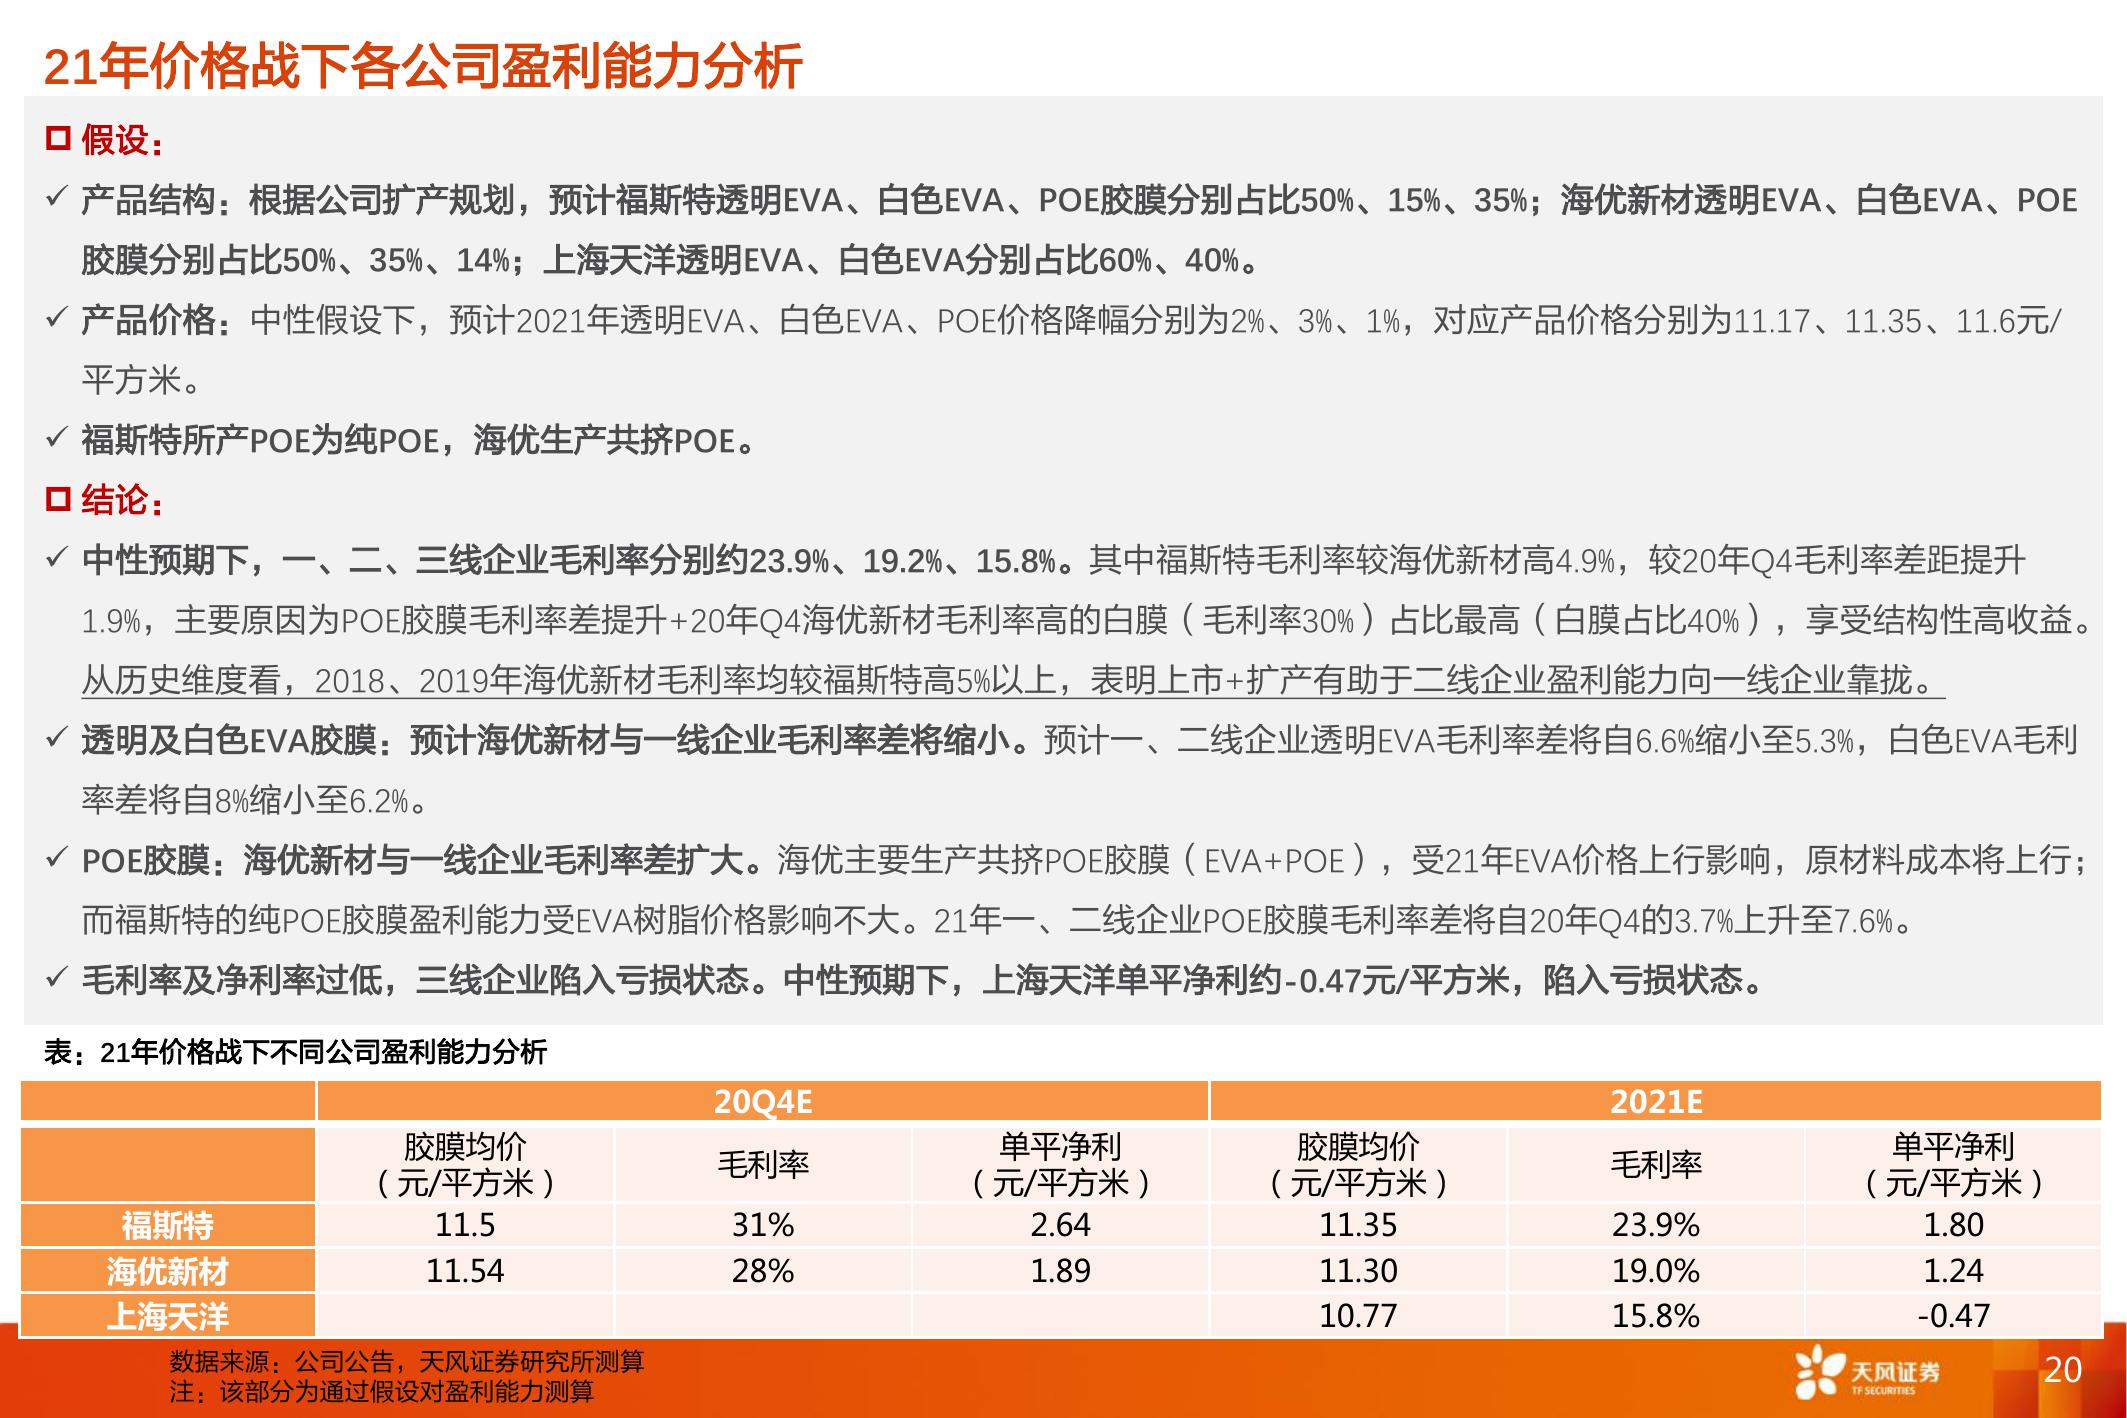 21年价格战下各公司盈利能力分析
假设：
产品结构：根据公司扩产规划，预计福斯特透明EVA、白色EVA、POE胶膜分别占比50%、15%、35%；海优新材透明EVA、白色EVA、POE
胶膜分别占比50%、35%、14%；上海天洋透明EVA、白色EVA分别占比60%、40%。
产品价格：中性假设下，预计2021年透明EVA、白色EVA、POE价格降幅分别为2%、3%、1%，对应产品价格分别为11.17、11.35、11.6元/
平方米。
福斯特所产POE为纯POE，海优生产共挤POE。
结论：
中性预期下，一、二、三线企业毛利率分别约23.9%、19.2%、15.8%。其中福斯特毛利率较海优新材高4.9%，较20年Q4毛利率差距提升
1.9%，主要原因为POE胶膜毛利率差提升+20年Q4海优新材毛利率高的白膜（毛利率30%）占比最高（白膜占比40%），享受结构性高收益。
从历史维度看，2018、2019年海优新材毛利率均较福斯特高5%以上，表明上市+扩产有助于二线企业盈利能力向一线企业靠拢。
透明及白色EVA胶膜：预计海优新材与一线企业毛利率差将缩小。预计一、二线企业透明EVA毛利率差将自6.6%缩小至5.3%，白色EVA毛利
率差将自8%缩小至6.2%。
POE胶膜：海优新材与一线企业毛利率差扩大。海优主要生产共挤POE胶膜（EVA+POE），受21年EVA价格上行影响，原材料成本将上行；
而福斯特的纯POE胶膜盈利能力受EVA树脂价格影响不大。21年一、二线企业POE胶膜毛利率差将自20年Q4的3.7%上升至7.6%。
毛利率及净利率过低，三线企业陷入亏损状态。中性预期下，上海天洋单平净利约-0.47元/平方米，陷入亏损状态。
表：21年价格战下不同公司盈利能力分析
20Q4E 2021E
胶膜均价 单平净利 胶膜均价 单平净利
毛利率 毛利率
（元/平方米） （元/平方米） （元/平方米） （元/平方米）
福斯特 11.5 31% 2.64 11.35 23.9% 1.80
海优新材 11.54 28% 1.89 11.30 19.0% 1.24
上海天洋 10.77 15.8% -0.47
数据来源：公司公告，天风证券研究所测算
注：该部分为通过假设对盈利能力测算
天风证券
TF SECURITIES
20